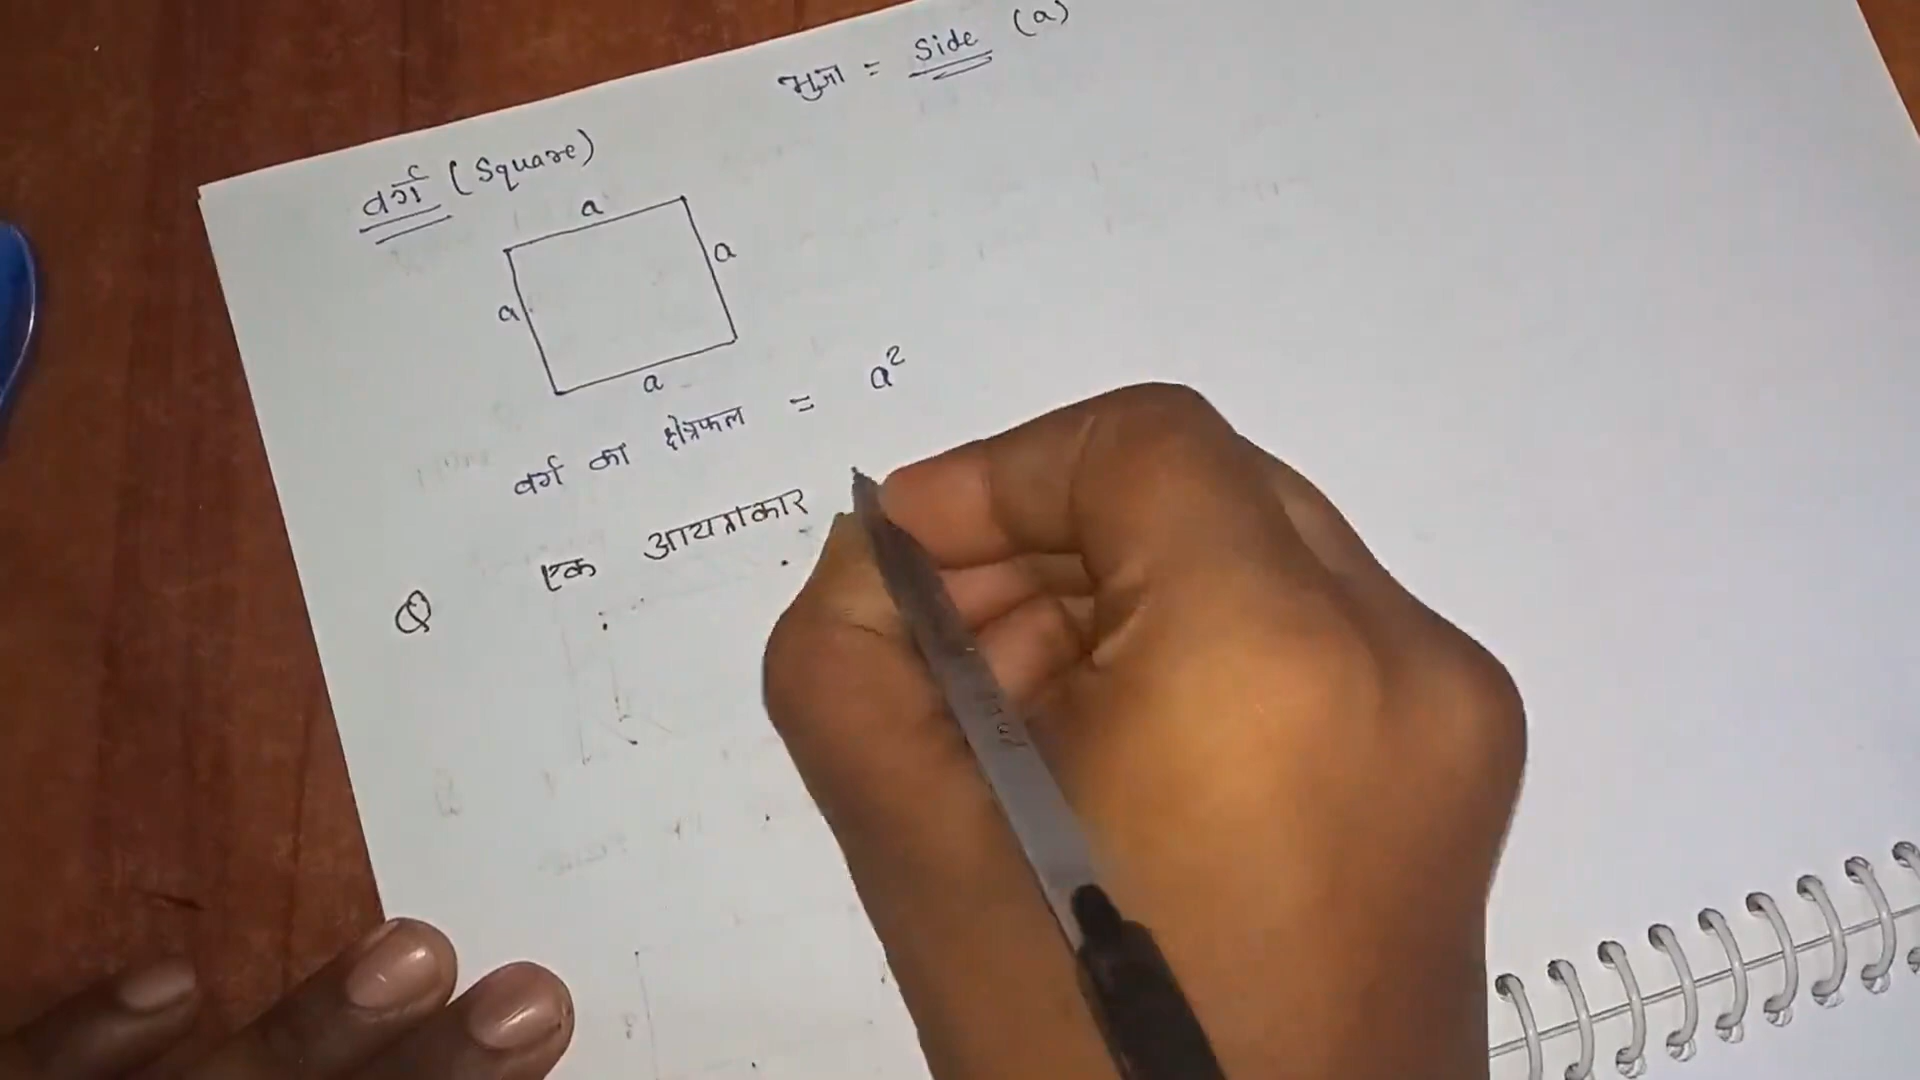 भुजा = Side (a)
वर्ग (Square)
a
a
a
a
वर्ग का क्षेत्रफल = a²
Q एक आयताकार